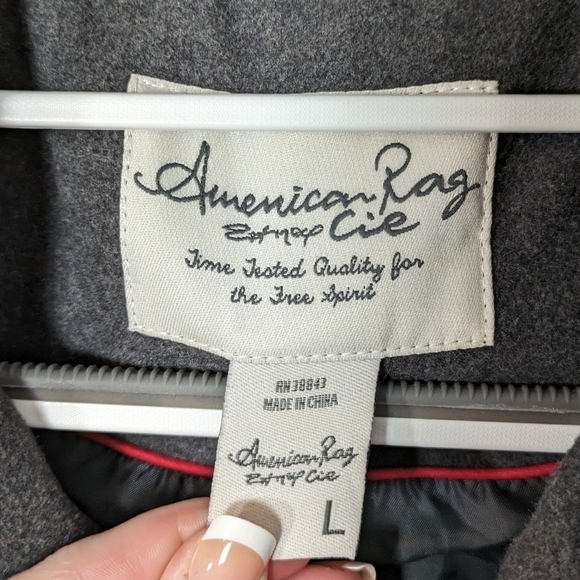 American Rag
Cie
Time Tested Quality for
the Free Spirit
RN 38843
MADE IN CHINA
American Rag
Cie
L